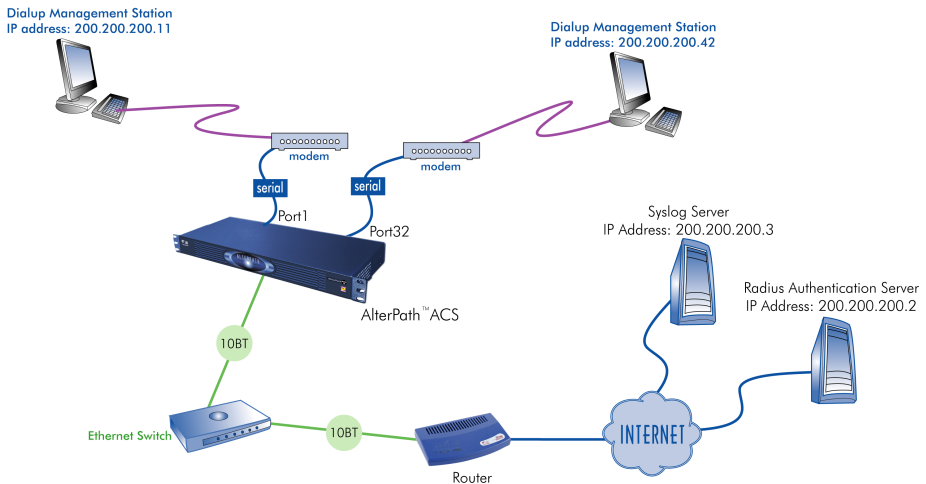 Dialup Management Station
IP address: 200.200.200.11
Dialup Management Station
IP address: 200.200.200.42
modem
modem
serial
serial
Port1
Port32
AlterPath™ACS
Syslog Server
IP Address: 200.200.200.3
Radius Authentication Server
IP Address: 200.200.200.2
10BT
Ethernet Switch
10BT
Router
INTERNET